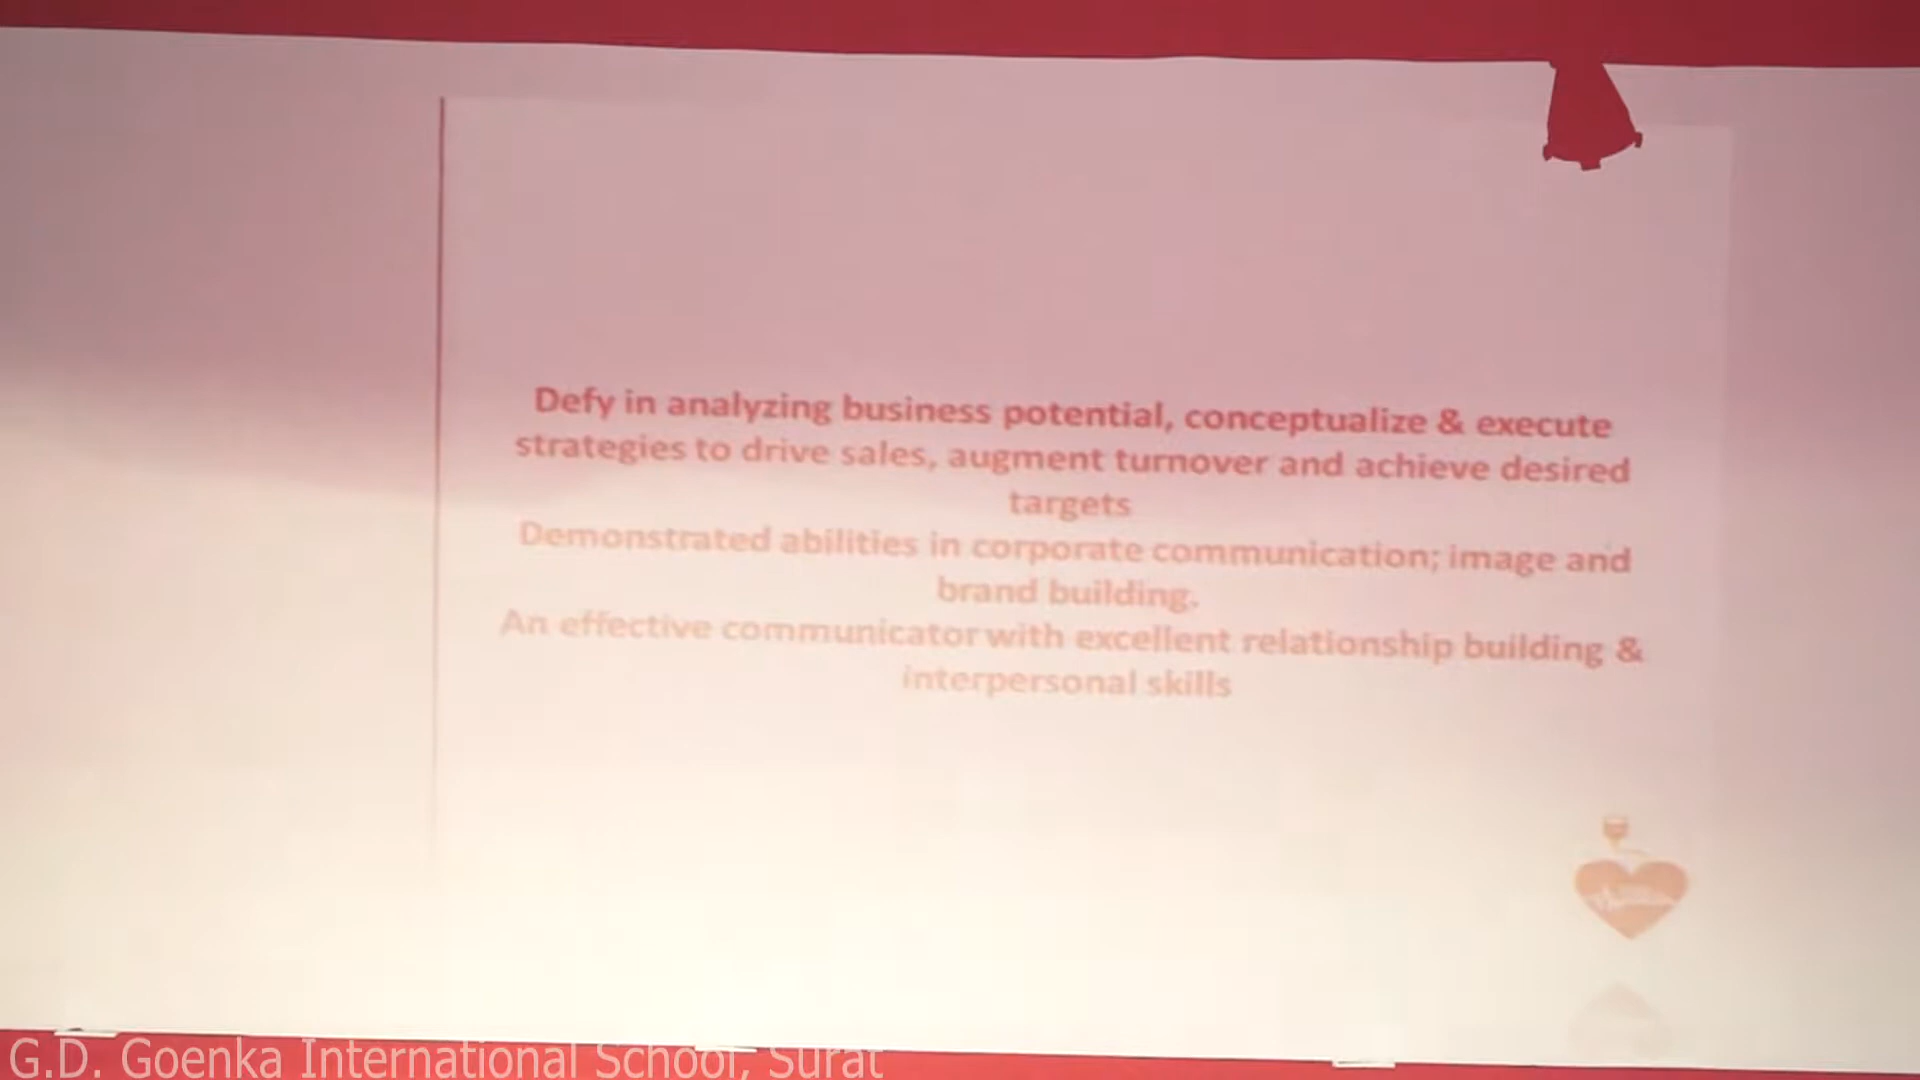 Defy in analyzing business potential, conceptualize & execute
strategies to drive sales, augment turnover and achieve desired
targets
Demonstrated abilities in corporate communication; image and
brand building.
An effective communicator with excellent relationship building &
interpersonal skills
G.D. Goenka International School, Surat